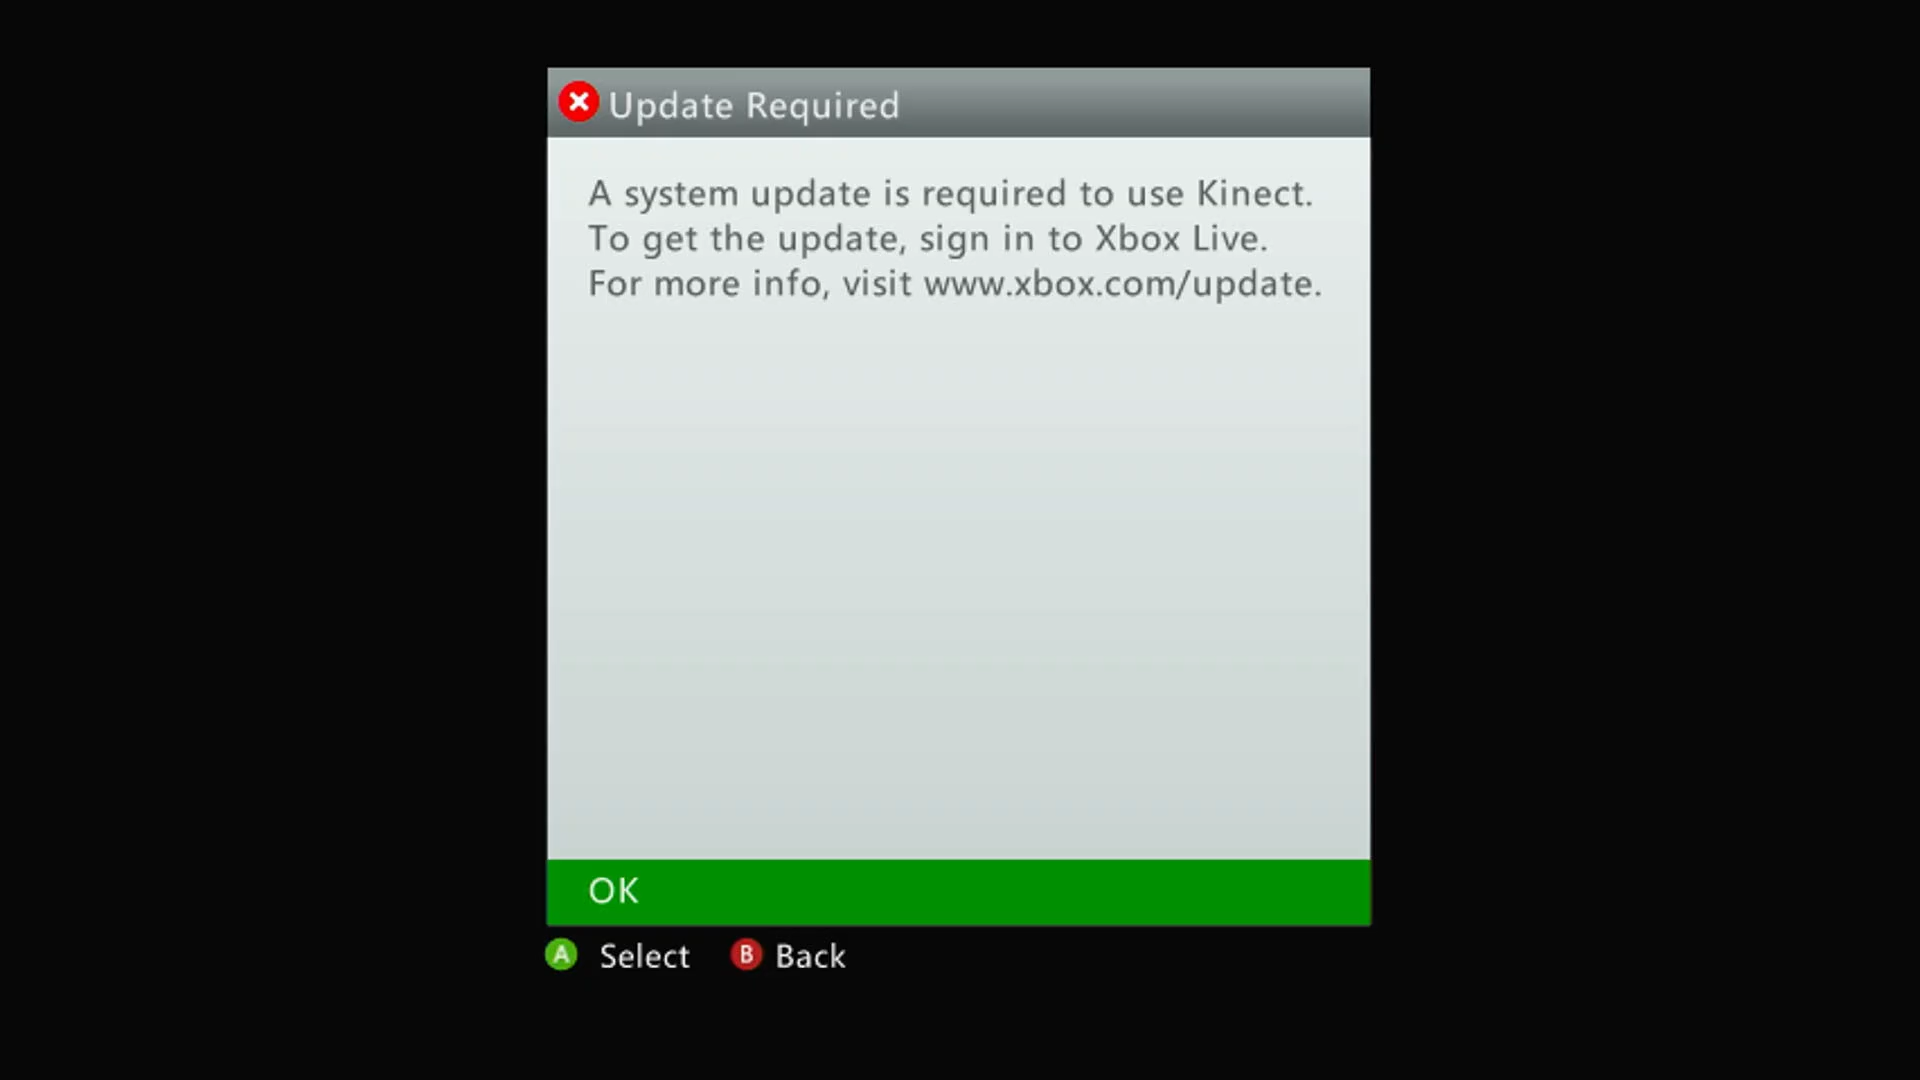 Update Required
A system update is required to use Kinect.
To get the update, sign in to Xbox Live.
For more info, visit www.xbox.com/update.
OK
A Select B Back